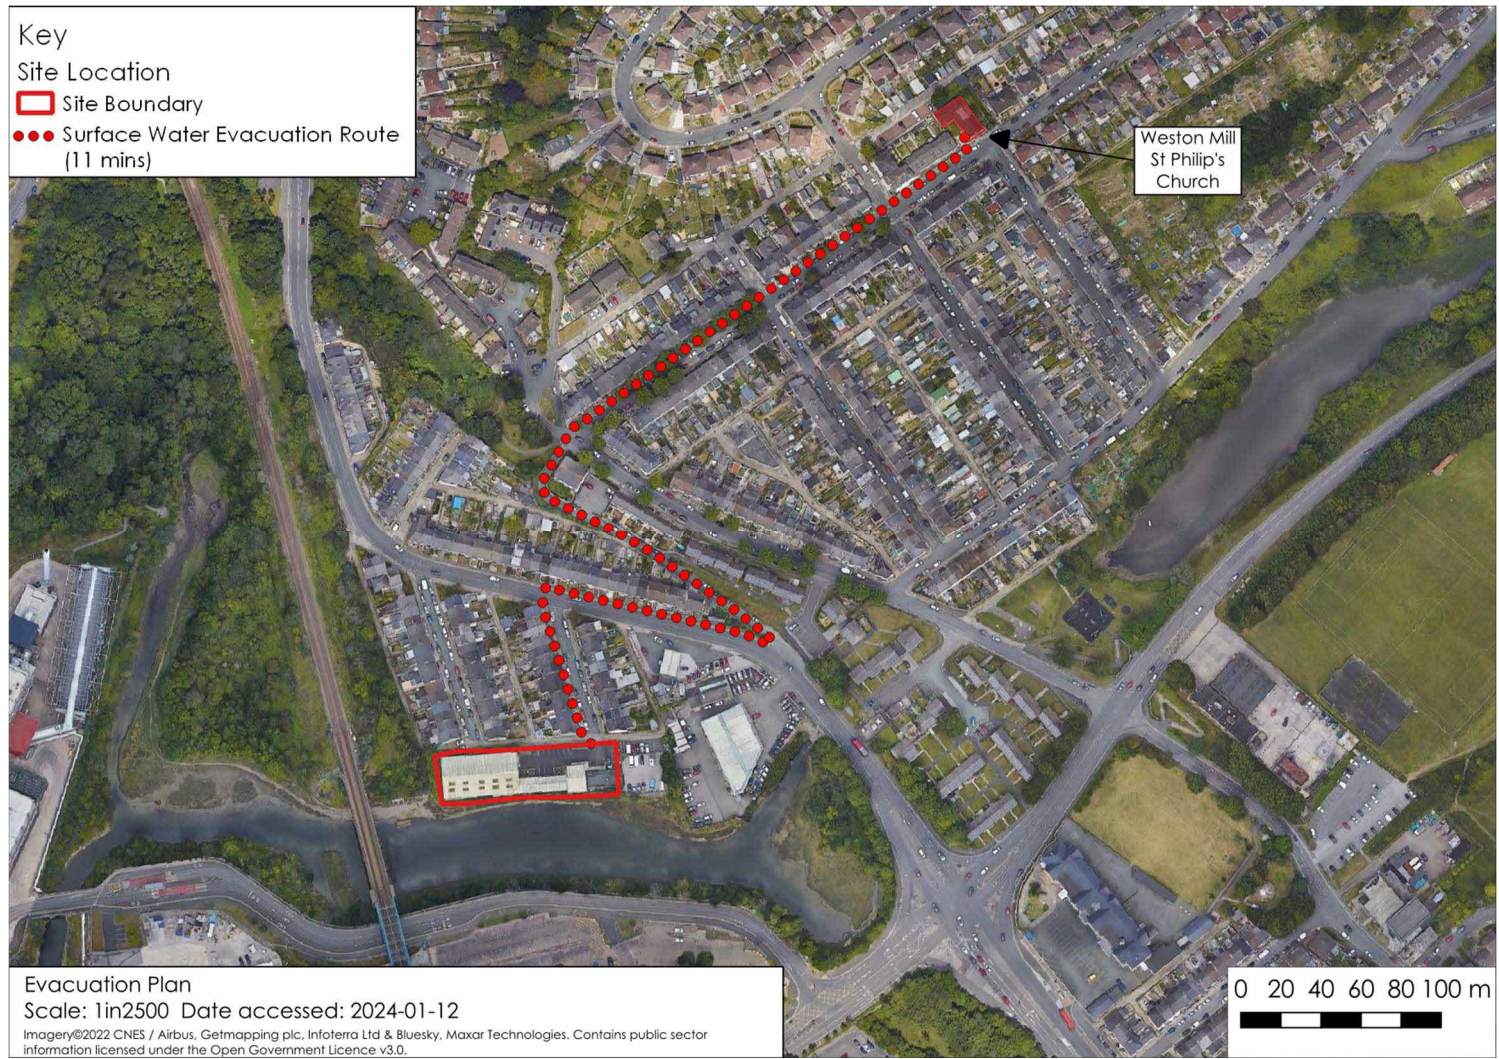 Key
Site Location
Site Boundary
Surface Water Evacuation Route
(11 mins)
Weston Mill
St Philip's
Church
Evacuation Plan
Scale: 1in2500 Date accessed: 2024-01-12
Imagery©2022 CNES / Airbus, Getmapping plc, Infoterra Ltd & Bluesky, Maxar Technologies. Contains public sector
information licensed under the Open Government Licence v3.0.
0 20 40 60 80 100 m